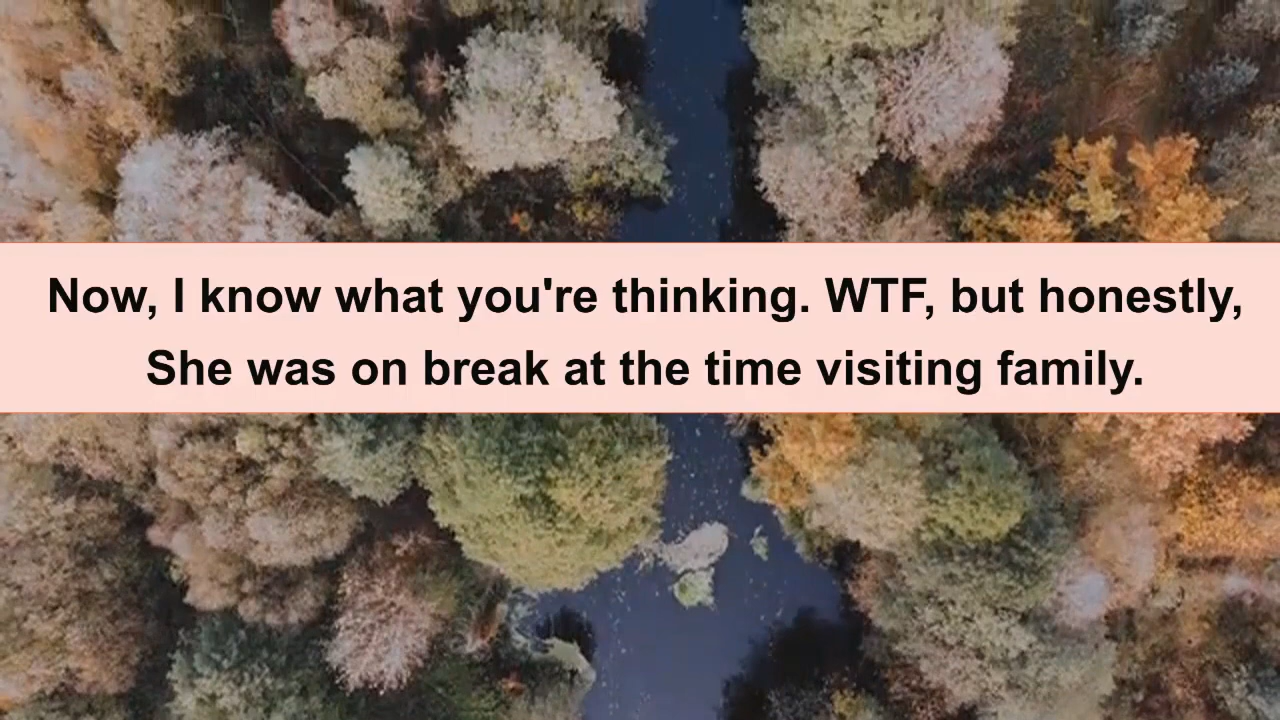 Now, I know what you're thinking. WTF, but honestly,
She was on break at the time visiting family.